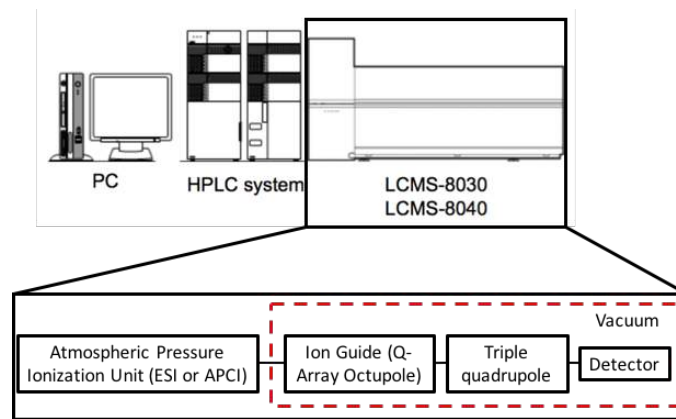 PC
HPLC system
LCMS-8030
LCMS-8040
Vacuum
Atmospheric Pressure
Ionization Unit (ESI or APCI)
Ion Guide (Q-
Array Octupole)
Triple
quadrupole
Detector